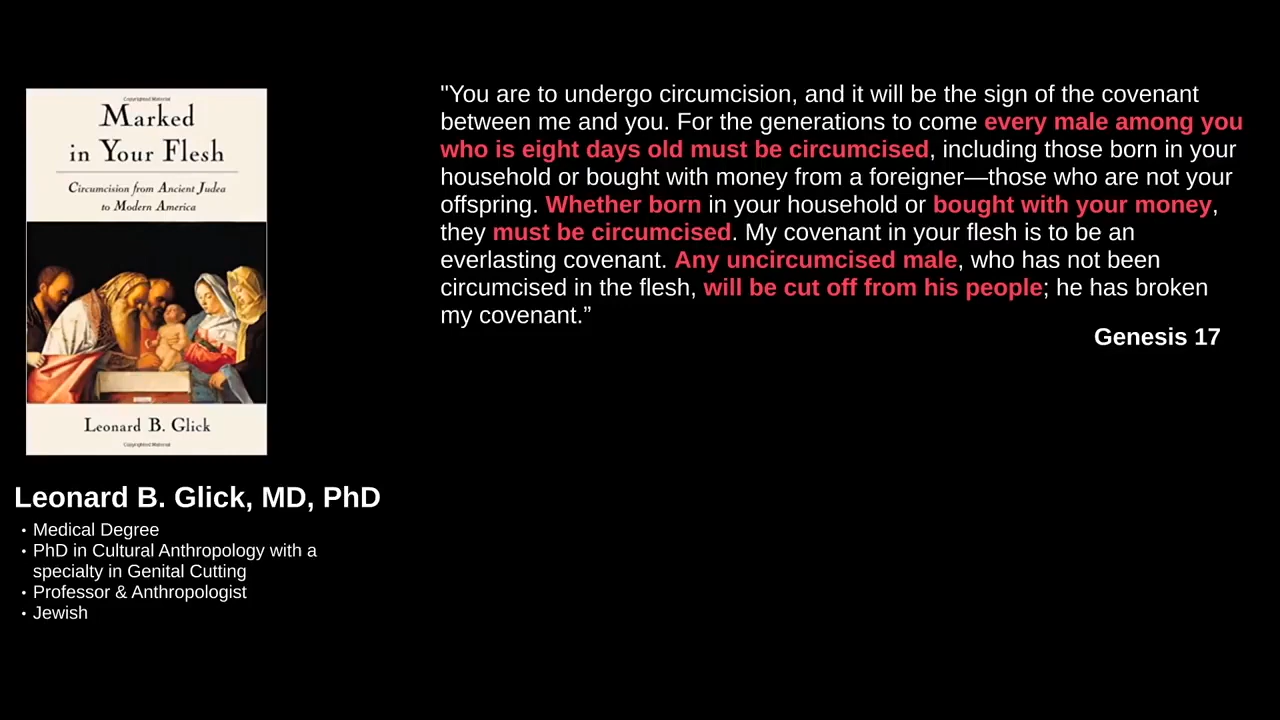 Copyrighted Material
Marked
in Your Flesh
Circumcision from Ancient Judea
to Modern America
Leonard B. Glick
Copyrighted Material
Leonard B. Glick, MD, PhD
• Medical Degree
• PhD in Cultural Anthropology with a
specialty in Genital Cutting
• Professor & Anthropologist
• Jewish
"You are to undergo circumcision, and it will be the sign of the covenant
between me and you. For the generations to come every male among you
who is eight days old must be circumcised, including those born in your
household or bought with money from a foreigner—those who are not your
offspring. Whether born in your household or bought with your money,
they must be circumcised. My covenant in your flesh is to be an
everlasting covenant. Any uncircumcised male, who has not been
circumcised in the flesh, will be cut off from his people; he has broken
my covenant.”
Genesis 17